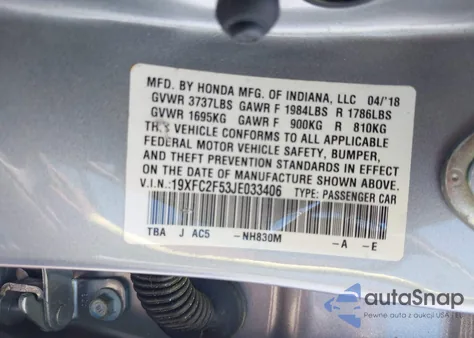 MFD. BY HONDA MFG. OF INDIANA, LLC 04/'18
GVWR 3737LBS GAWR F 1984LBS R 1786LBS
GVWR 1695KG GAWR F 900KG R 810KG
THIS VEHICLE CONFORMS TO ALL APPLICABLE
FEDERAL MOTOR VEHICLE SAFETY, BUMPER,
AND THEFT PREVENTION STANDARDS IN EFFECT
ON THE DATE OF MANUFACTURE SHOWN ABOVE.
V.I.N.: 19XFC2F53JE033406 TYPE: PASSENGER CAR
TBA J AC5 -NH830M -A -E
autoSnap
Pewne auta z aukcji USA i EU